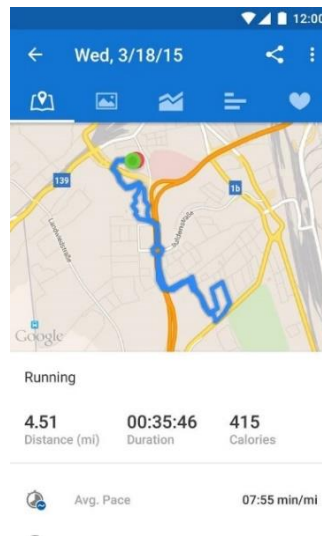 12:00
Wed, 3/18/15
139
1b
Landwiedstraße
Google
Running
4.51 00:35:46 415
Distance (mi) Duration Calories
Avg. Pace 07:55 min/mi